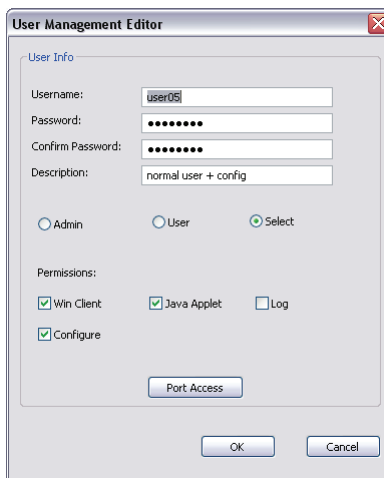 User Management Editor
User Info
Username: user05
Password: ●●●●●●●●
Confirm Password: ●●●●●●●●
Description: normal user + config
Admin User Select
Permissions:
Win Client Java Applet Log
Configure
Port Access
OK Cancel